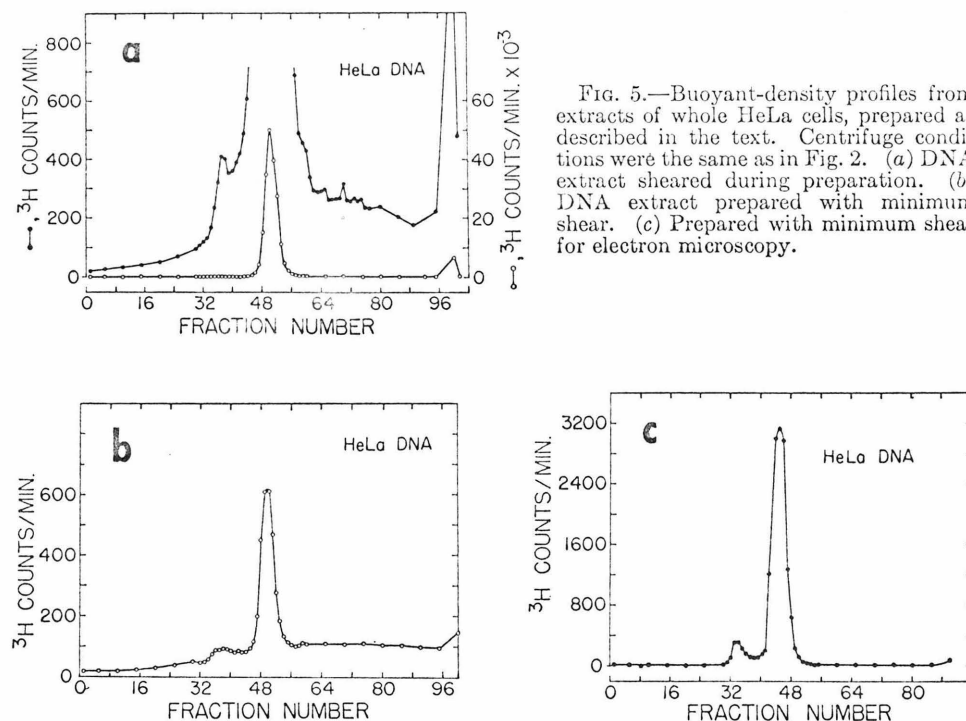 a
HeLa DNA
800
600
400
200
0
³H COUNTS/MIN.
60
40
20
0
³H COUNTS/MIN. x 10⁻³
0 16 32 48 64 80 96
FRACTION NUMBER
FIG. 5.—Buoyant-density profiles from
extracts of whole HeLa cells, prepared a
described in the text. Centrifuge condi
tions were the same as in Fig. 2. (a) DNA
extract sheared during preparation. (b
DNA extract prepared with minimum
shear. (c) Prepared with minimum shea
for electron microscopy.
b
HeLa DNA
600
400
200
0
³H COUNTS/MIN.
0 16 32 48 64 80 96
FRACTION NUMBER
c
HeLa DNA
3200
2400
1600
800
0
³H COUNTS/MIN.
0 16 32 48 64 80
FRACTION NUMBER